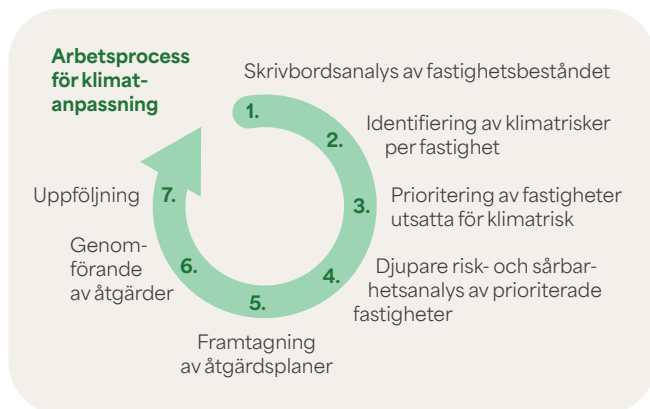 Arbetsprocess
för klimat-
anpassning
Skrivbordsanalys av fastighetsbeståndet
1.
2.
Identifiering av klimatrisker
per fastighet
3.
Prioritering av fastigheter
utsatta för klimatrisk
4.
Djupare risk- och sårbar-
hetsanalys av prioriterade
fastigheter
5.
Framtagning
av åtgärdsplaner
6.
Genom-
förande
av åtgärder
7.
Uppföljning